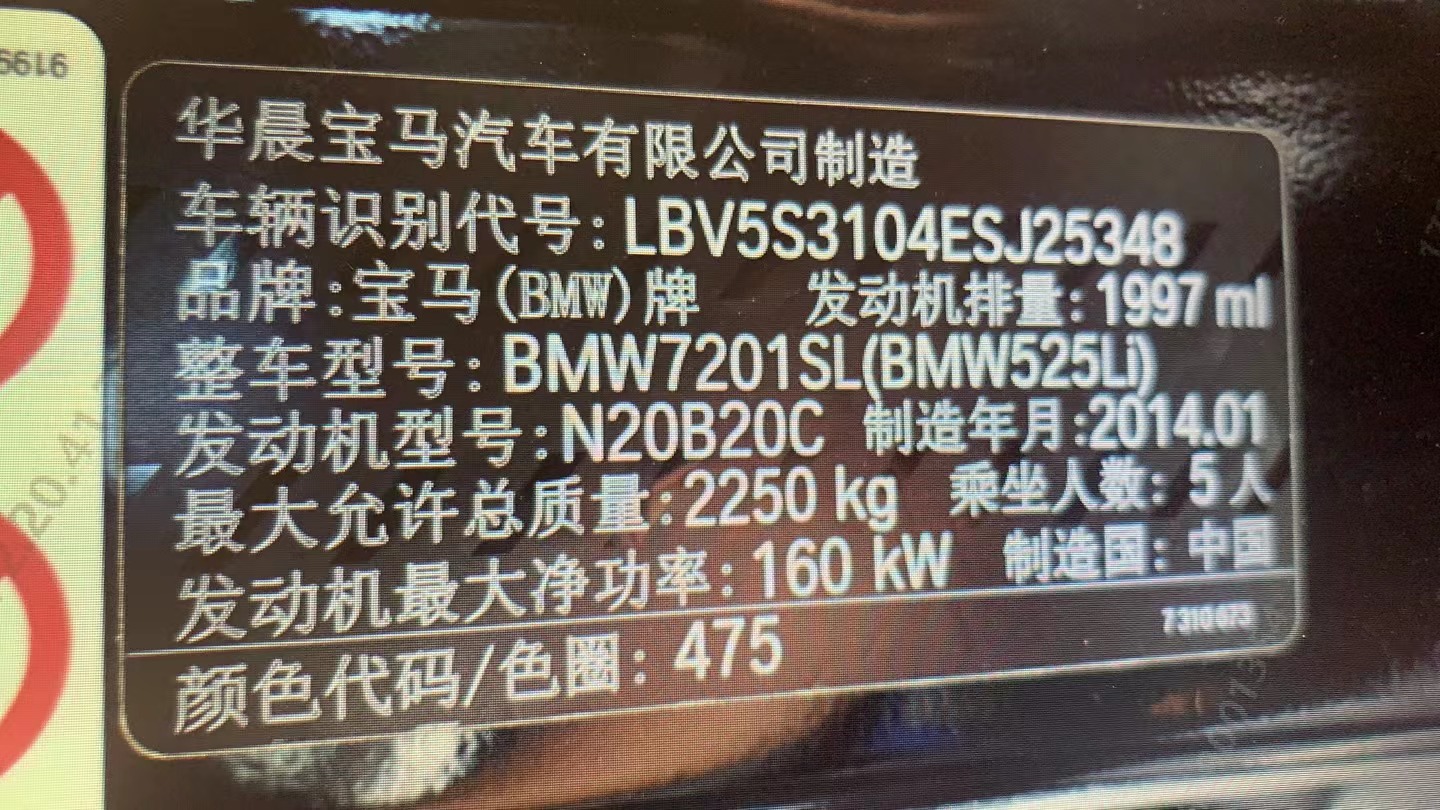 华晨宝马汽车有限公司制造
车辆识别代号: LBV5S3104ESJ25348
品牌:宝马(BMW)牌 发动机排量: 1997 ml
整车型号: BMW7201SL(BMW525Li)
发动机型号: N20B20C 制造年月:2014.01
最大允许总质量: 2250 kg 乘坐人数: 5人
发动机最大净功率: 160 kW 制造国: 中国
7310673
颜色代码/色圈: 475